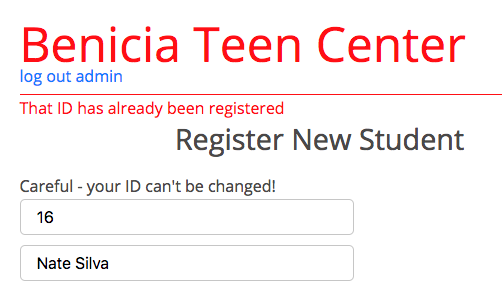 Benicia Teen Center
log out admin
That ID has already been registered
Register New Student
Careful - your ID can't be changed!
16
Nate Silva